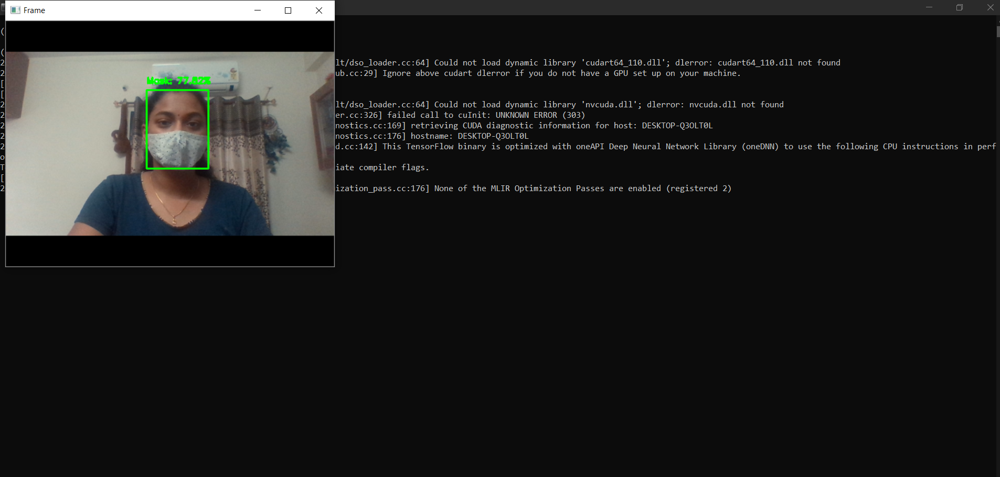 Frame
Mask: 77.82%
(
(
2
lt/dso_loader.cc:64] Could not load dynamic library 'cudart64_110.dll'; dlerror: cudart64_110.dll not found
2
ub.cc:29] Ignore above cudart dlerror if you do not have a GPU set up on your machine.
[
[
2
lt/dso_loader.cc:64] Could not load dynamic library 'nvcuda.dll'; dlerror: nvcuda.dll not found
2
er.cc:326] failed call to cuInit: UNKNOWN ERROR (303)
2
nostics.cc:169] retrieving CUDA diagnostic information for host: DESKTOP-Q3OLT0L
2
nostics.cc:176] hostname: DESKTOP-Q3OLT0L
2
d.cc:142] This TensorFlow binary is optimized with oneAPI Deep Neural Network Library (oneDNN) to use the following CPU instructions in perf
o
T
iate compiler flags.
[
2
ization_pass.cc:176] None of the MLIR Optimization Passes are enabled (registered 2)